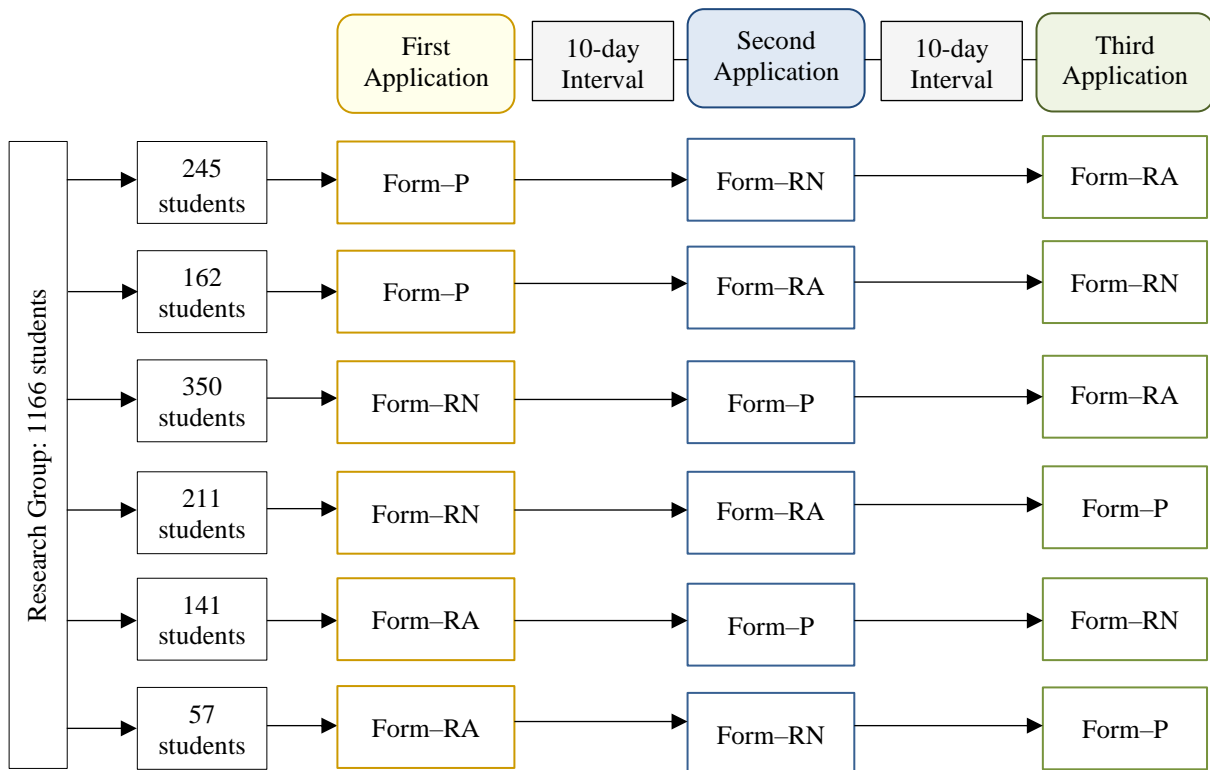 First
Application
10-day
Interval
Second
Application
10-day
Interval
Third
Application
Research Group: 1166 students
245
students
Form–P
Form–RN
Form–RA
162
students
Form–P
Form–RA
Form–RN
350
students
Form–RN
Form–P
Form–RA
211
students
Form–RN
Form–RA
Form–P
141
students
Form–RA
Form–P
Form–RN
57
students
Form–RA
Form–RN
Form–P